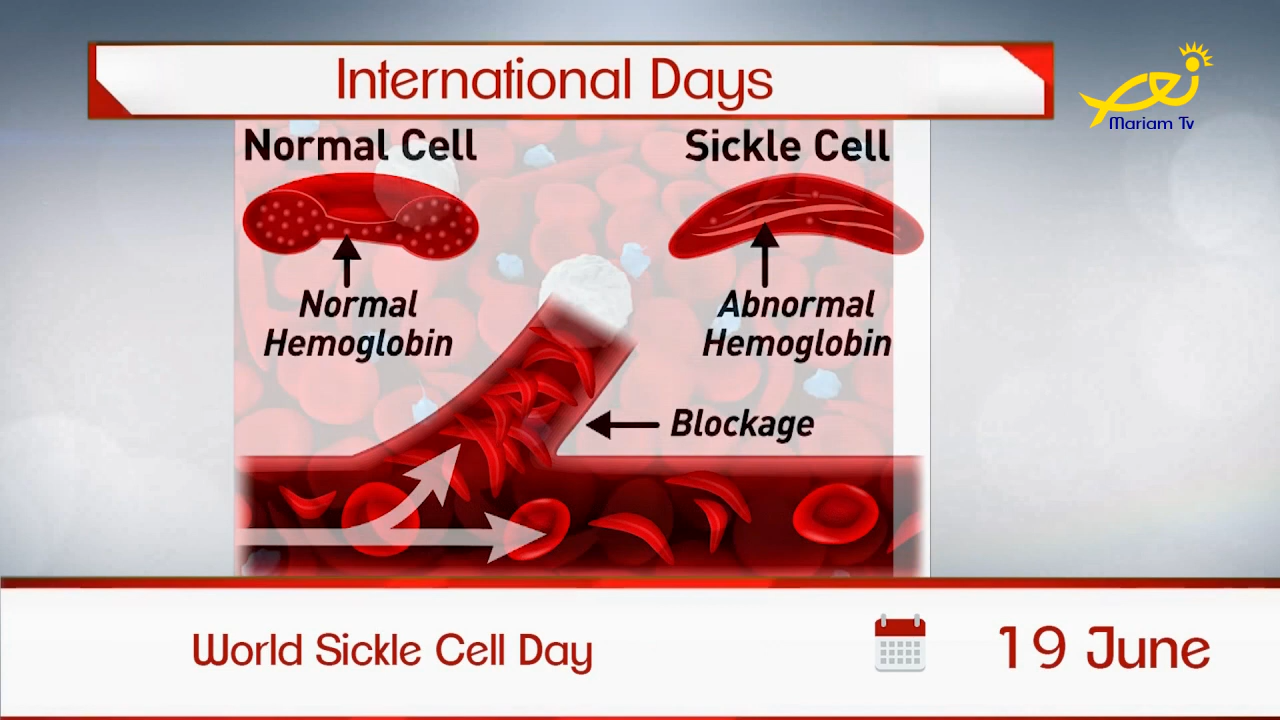 International Days
Mariam Tv
Normal Cell
Sickle Cell
Normal
Hemoglobin
Abnormal
Hemoglobin
Blockage
World Sickle Cell Day
19 June